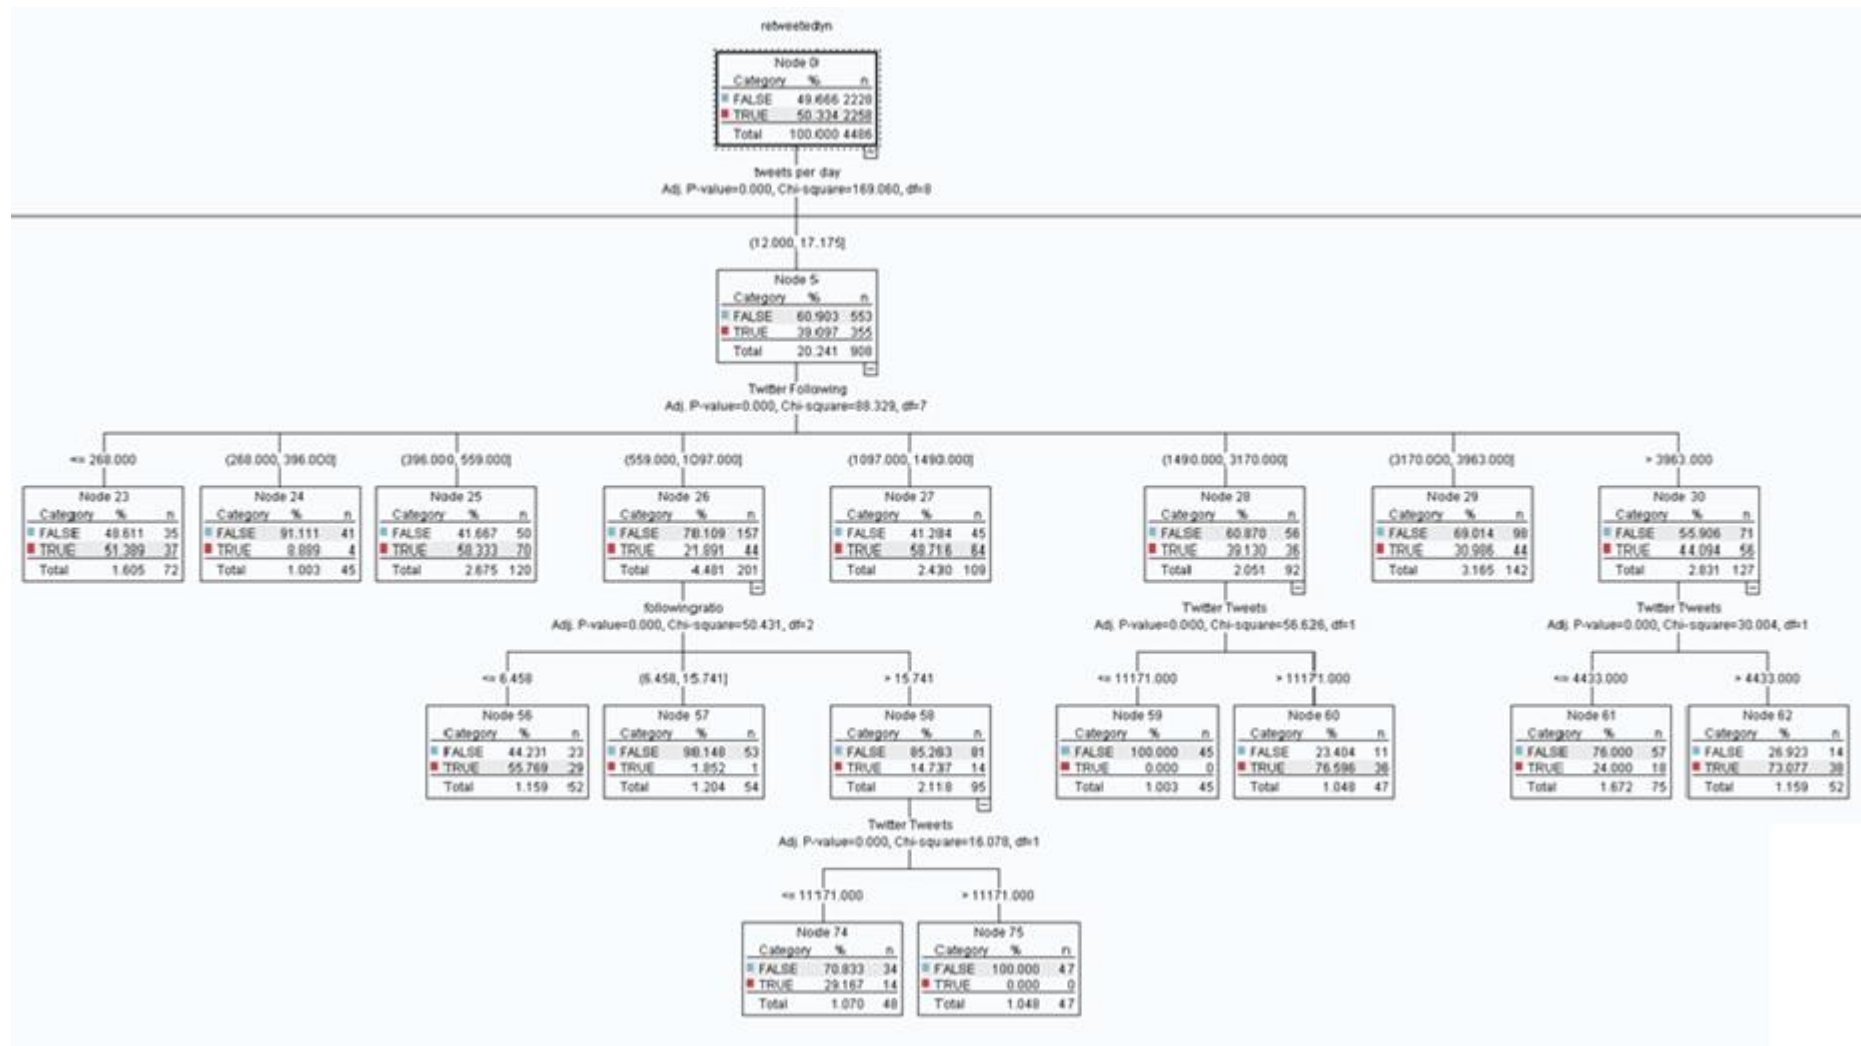 retweetedyn
Node 0
Category % n
FALSE 49.666 2228
TRUE 50.334 2258
Total 100.000 4486
tweets per day
Adj. P-value=0.000, Chi-square=169.060, df=8
(12.000, 17.175]
Node 5
Category % n
FALSE 60.903 553
TRUE 39.097 355
Total 20.241 908
Twitter Following
Adj. P-value=0.000, Chi-square=88.329, df=7
<= 268.000
(268.000, 396.000]
(396.000, 559.000]
(559.000, 1097.000]
(1097.000, 1490.000]
(1490.000, 3170.000]
(3170.000, 3963.000]
> 3963.000
Node 23
Category % n
FALSE 48.611 35
TRUE 51.389 37
Total 1.605 72
Node 24
Category % n
FALSE 91.111 41
TRUE 8.889 4
Total 1.003 45
Node 25
Category % n
FALSE 41.667 50
TRUE 58.333 70
Total 2.675 120
Node 26
Category % n
FALSE 78.109 157
TRUE 21.891 44
Total 4.481 201
Node 27
Category % n
FALSE 41.284 45
TRUE 58.716 64
Total 2.430 109
Node 28
Category % n
FALSE 60.870 56
TRUE 39.130 36
Total 2.051 92
Node 29
Category % n
FALSE 69.014 98
TRUE 30.986 44
Total 3.165 142
Node 30
Category % n
FALSE 55.906 71
TRUE 44.094 56
Total 2.831 127
followingratio
Adj. P-value=0.000, Chi-square=50.431, df=2
Twitter Tweets
Adj. P-value=0.000, Chi-square=56.626, df=1
Twitter Tweets
Adj. P-value=0.000, Chi-square=30.004, df=1
<= 6.458
(6.458, 15.741]
> 15.741
<= 11171.000
> 11171.000
<= 4433.000
> 4433.000
Node 56
Category % n
FALSE 44.231 23
TRUE 55.769 29
Total 1.159 52
Node 57
Category % n
FALSE 98.148 53
TRUE 1.852 1
Total 1.204 54
Node 58
Category % n
FALSE 85.263 81
TRUE 14.737 14
Total 2.118 95
Node 59
Category % n
FALSE 100.000 45
TRUE 0.000 0
Total 1.003 45
Node 60
Category % n
FALSE 23.404 11
TRUE 76.596 36
Total 1.048 47
Node 61
Category % n
FALSE 76.000 57
TRUE 24.000 18
Total 1.672 75
Node 62
Category % n
FALSE 26.923 14
TRUE 73.077 38
Total 1.159 52
Twitter Tweets
Adj. P-value=0.000, Chi-square=16.078, df=1
<= 11171.000
> 11171.000
Node 74
Category % n
FALSE 70.833 34
TRUE 29.167 14
Total 1.070 48
Node 75
Category % n
FALSE 100.000 47
TRUE 0.000 0
Total 1.048 47